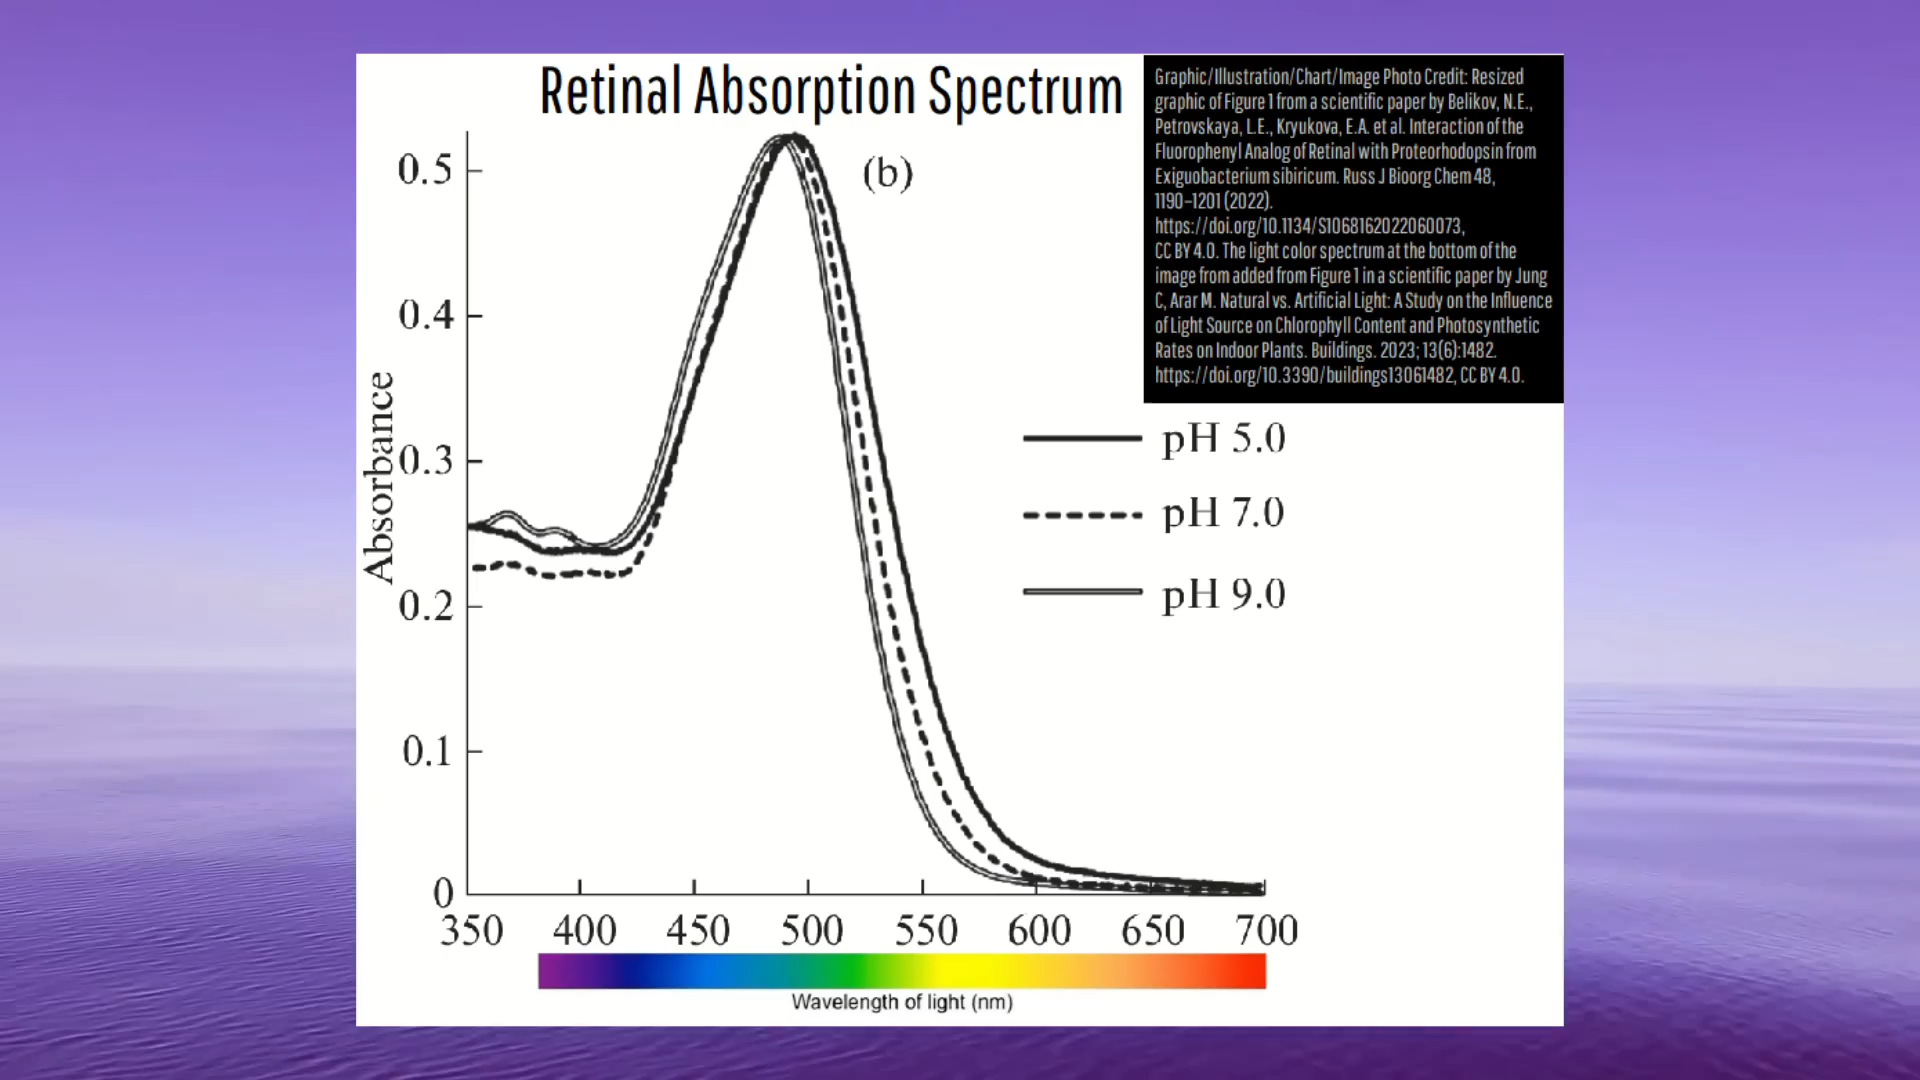 Retinal Absorption Spectrum
Graphic/Illustration/Chart/Image Photo Credit: Resized
graphic of Figure 1 from a scientific paper by Belikov, N.E.,
Petrovskaya, L.E., Kryukova, E.A. et al. Interaction of the
Fluorophenyl Analog of Retinal with Proteorhodopsin from
Exiguobacterium sibiricum. Russ J Bioorg Chem 48,
1190–1201 (2022).
https://doi.org/10.1134/S1068162022060073,
CC BY 4.0. The light color spectrum at the bottom of the
image from added from Figure 1 in a scientific paper by Jung
C, Arar M. Natural vs. Artificial Light: A Study on the Influence
of Light Source on Chlorophyll Content and Photosynthetic
Rates on Indoor Plants. Buildings. 2023; 13(6):1482.
https://doi.org/10.3390/buildings13061482, CC BY 4.0.
(b)
Absorbance
0.5
0.4
0.3
0.2
0.1
0
pH 5.0
pH 7.0
pH 9.0
350 400 450 500 550 600 650 700
Wavelength of light (nm)